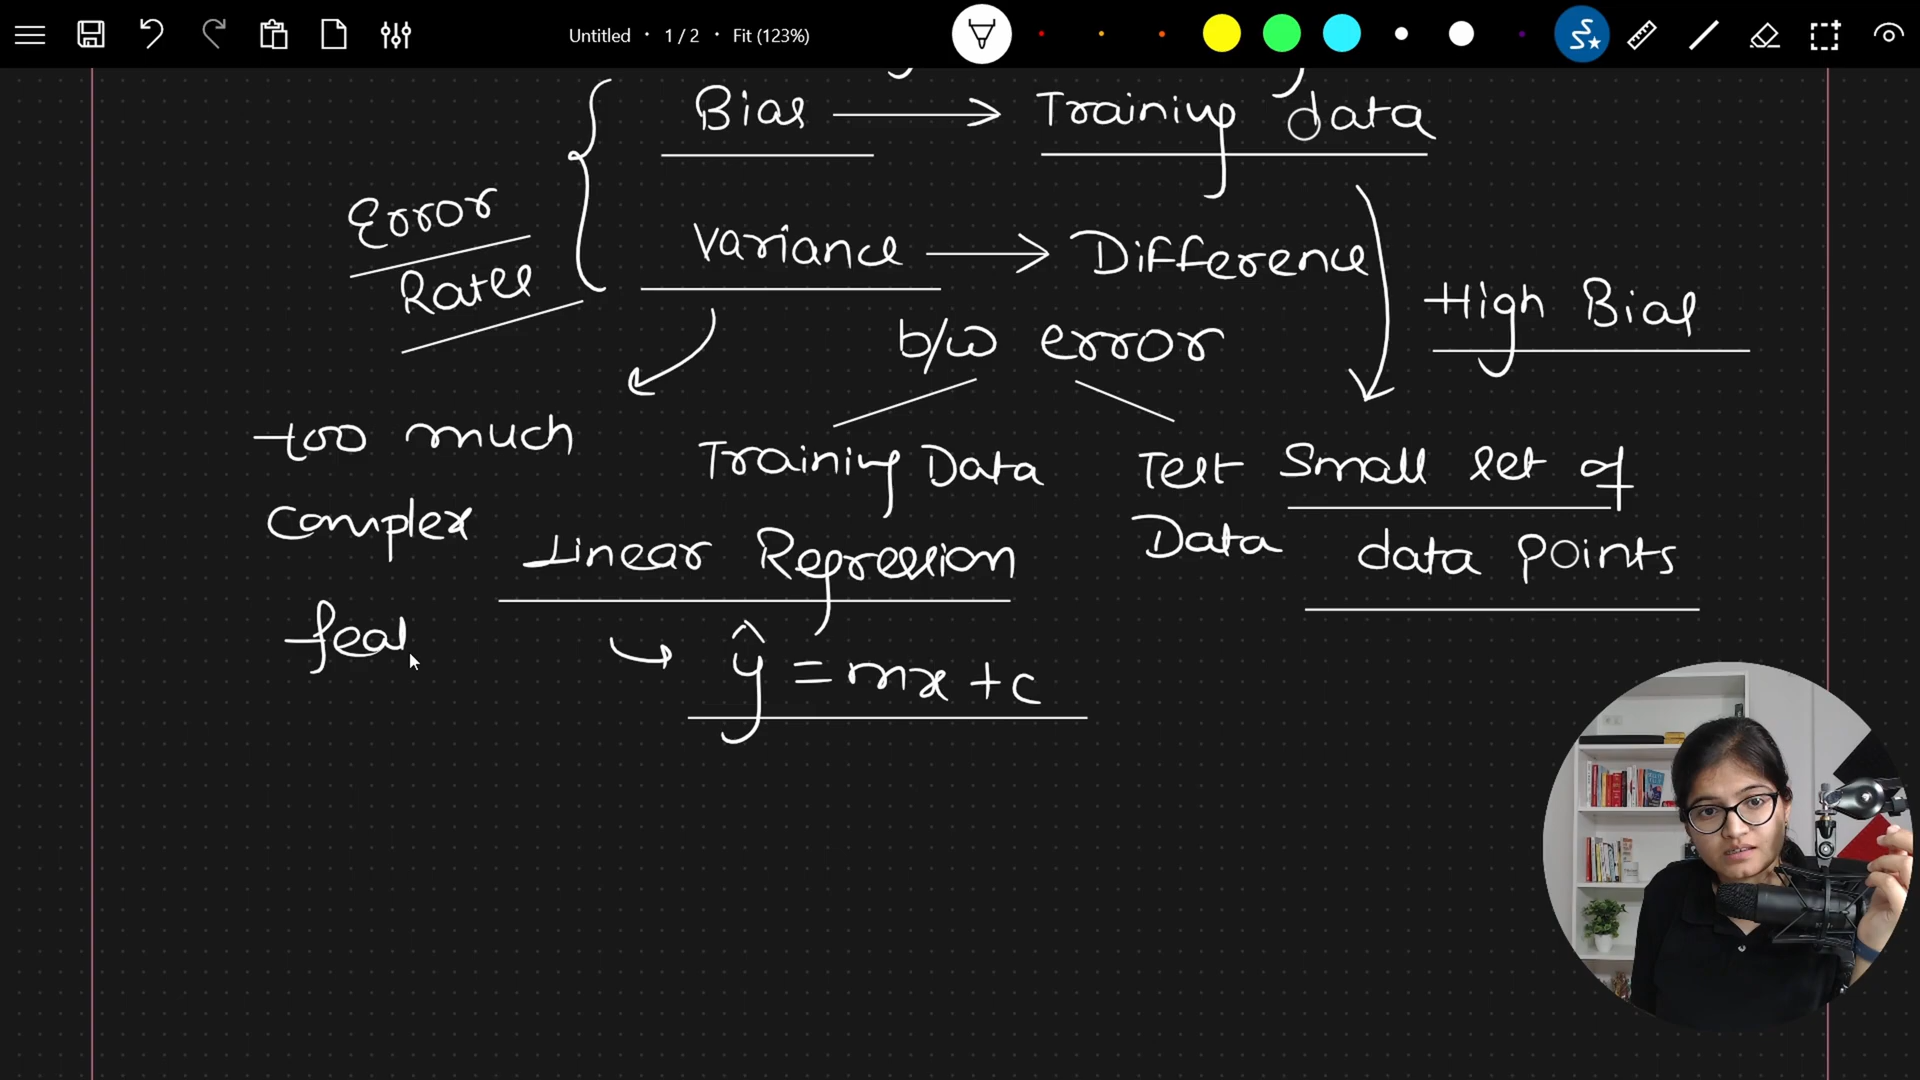 Untitled • 1 / 2 • Fit (123%)
Bias → Training data
Error
Rates
Variance → Difference
High Bias
b/w error
too much
complex
feat
Training Data
Test
Data
Small set of
data points
Linear Regression
ŷ = mx + c